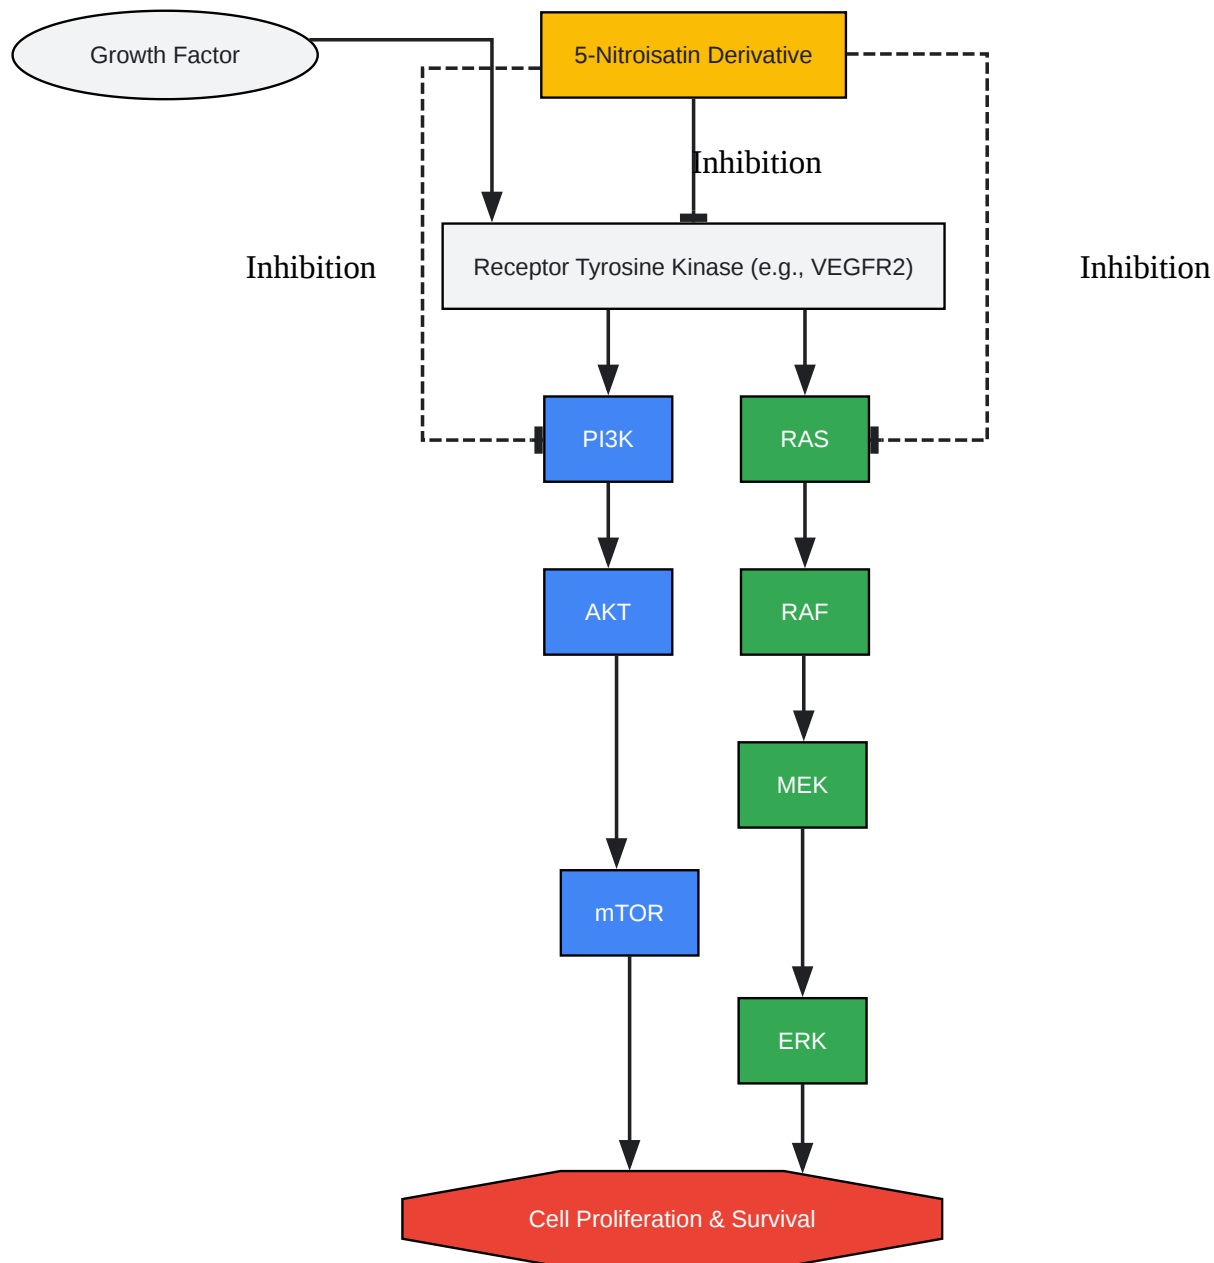 Growth Factor
5-Nitroisatin Derivative
Inhibition
Inhibition
Receptor Tyrosine Kinase (e.g., VEGFR2)
Inhibition
PI3K
RAS
AKT
RAF
MEK
mTOR
ERK
Cell Proliferation & Survival